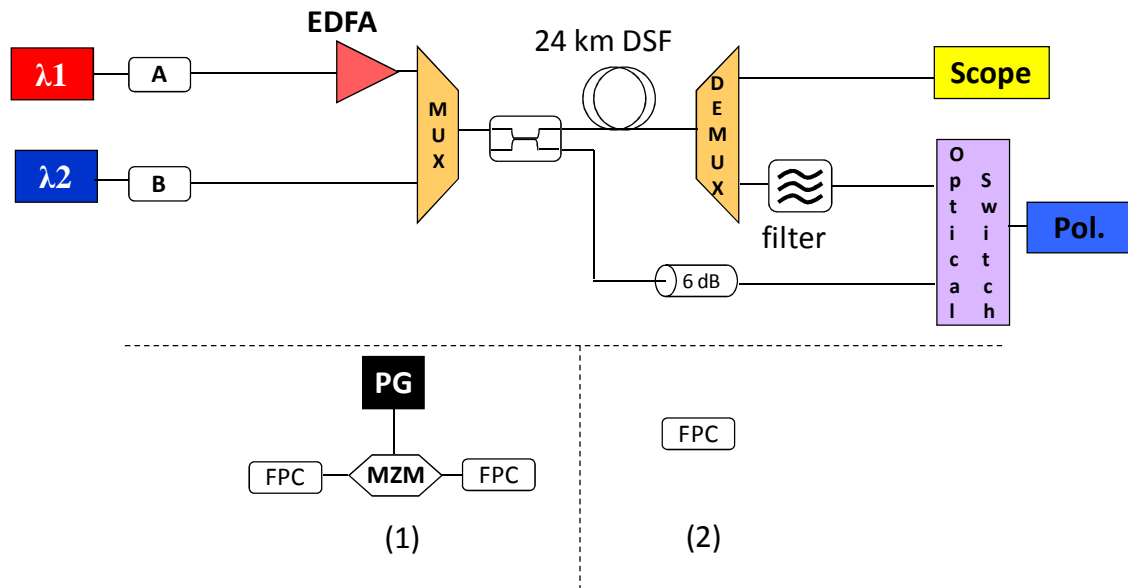 EDFA
24 km DSF
λ1
A
MUX
DEMUX
Scope
λ2
B
filter
Optical
Switch
Pol.
6 dB
PG
FPC
MZM
FPC
FPC
(1)
(2)